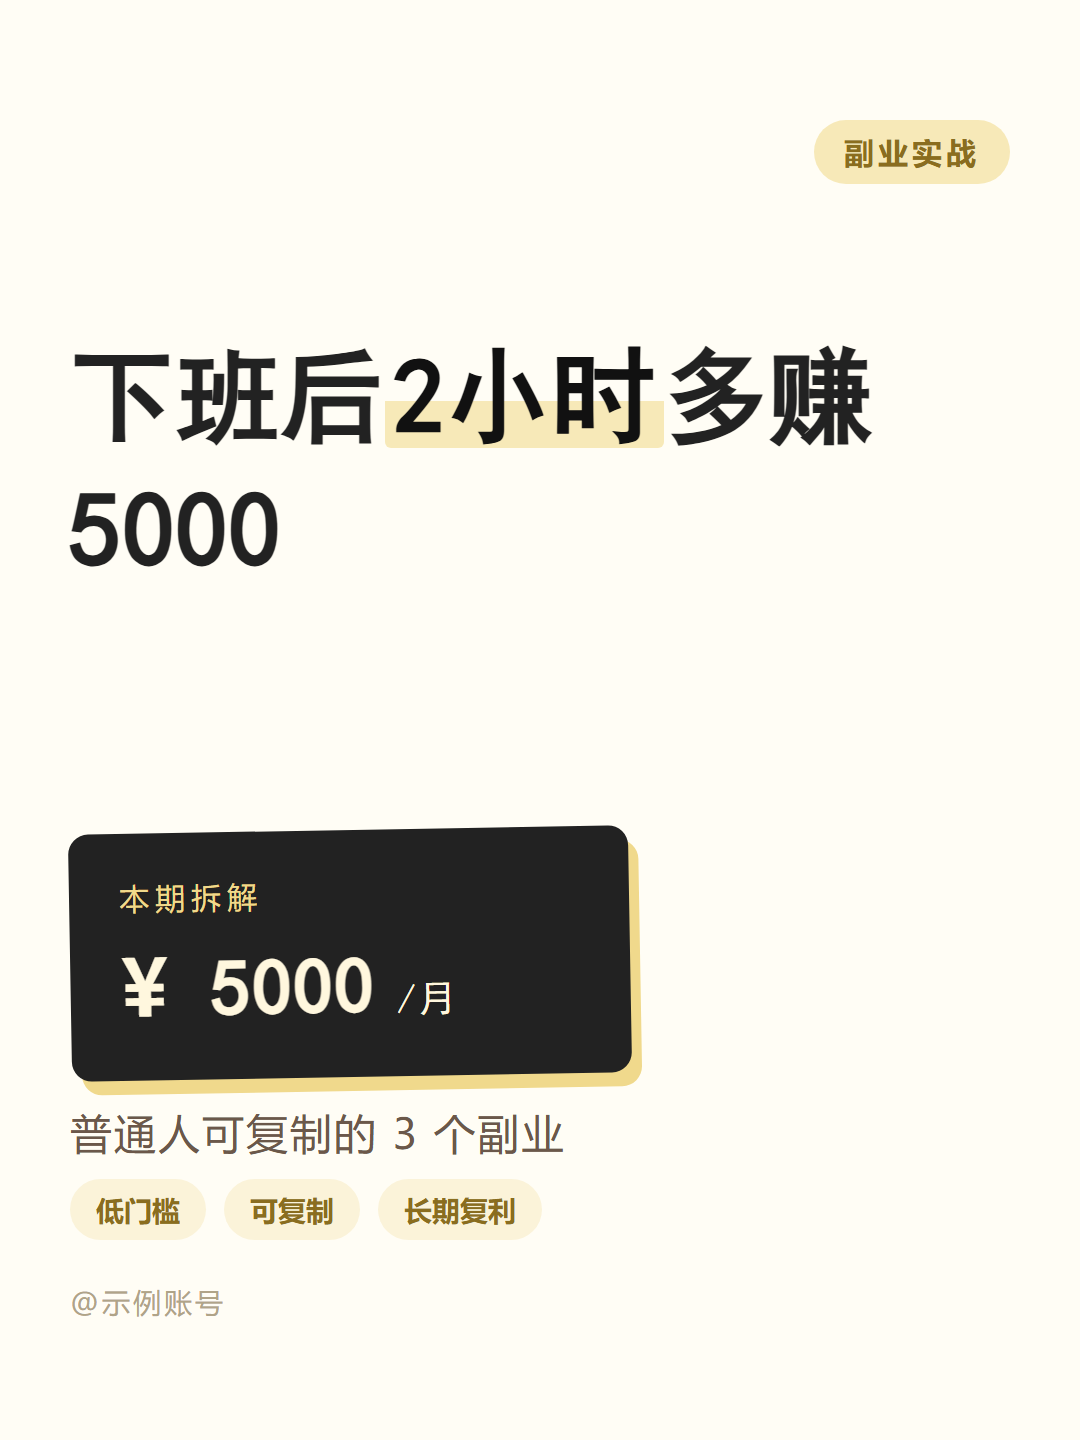 副业实战
下班后2小时多赚
5000
本期拆解
¥ 5000 /月
普通人可复制的 3 个副业
低门槛 可复制 长期复利
@示例账号